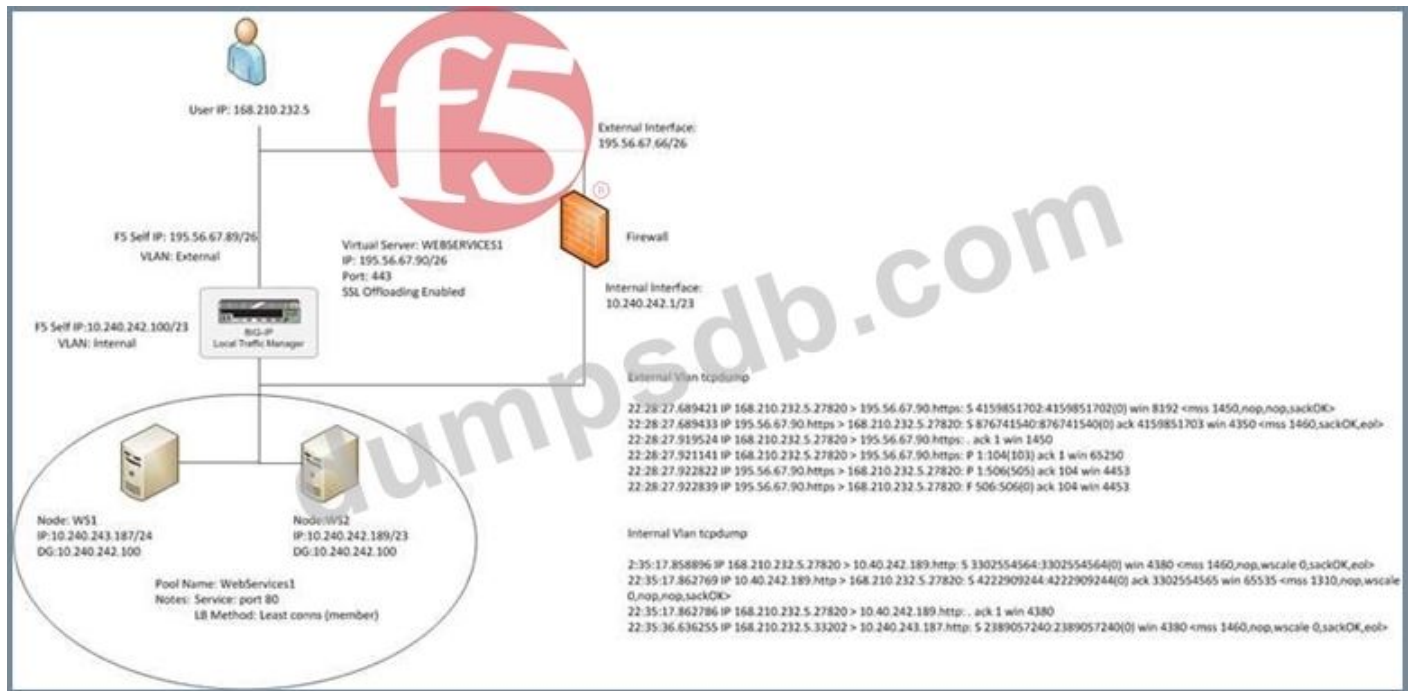 User IP: 168.210.232.5
f5
®
External Interface:
195.56.67.66/26
F5 Self IP: 195.56.67.89/26
VLAN: External
Virtual Server: WEBSERVICES1
IP: 195.56.67.90/26
Port: 443
SSL Offloading Enabled
Firewall
Internal Interface:
10.240.242.1/23
F5 Self IP:10.240.242.100/23
VLAN: Internal
BIG-IP
Local Traffic Manager
dumpsdb.com
External Vlan tcpdump
22:28:27.689421 IP 168.210.232.5.27820 > 195.56.67.90.https: S 4159851702:4159851702(0) win 8192 <mss 1450,nop,nop,sackOK>
22:28:27.689433 IP 195.56.67.90.https > 168.210.232.5.27820: S 876741540:876741540(0) ack 4159851703 win 4350 <mss 1460,sackOK,eol>
22:28:27.919524 IP 168.210.232.5.27820 > 195.56.67.90.https: . ack 1 win 1450
22:28:27.921141 IP 168.210.232.5.27820 > 195.56.67.90.https: P 1:104(103) ack 1 win 65250
22:28:27.922822 IP 195.56.67.90.https > 168.210.232.5.27820: P 1:506(505) ack 104 win 4453
22:28:27.922839 IP 195.56.67.90.https > 168.210.232.5.27820: F 506:506(0) ack 104 win 4453
Node: WS1
IP:10.240.243.187/24
DG:10.240.242.100
Node:WS2
IP:10.240.242.189/23
DG:10.240.242.100
Pool Name: WebServices1
Notes: Service: port 80
LB Method: Least conns (member)
Internal Vlan tcpdump
2:35:17.858896 IP 168.210.232.5.27820 > 10.40.242.189.http: S 3302554564:3302554564(0) win 4380 <mss 1460,nop,wscale 0,sackOK,eol>
22:35:17.862769 IP 10.40.242.189.http > 168.210.232.5.27820: S 4222909244:4222909244(0) ack 3302554565 win 65535 <mss 1310,nop,wscale
0,nop,nop,sackOK>
22:35:17.862786 IP 168.210.232.5.27820 > 10.40.242.189.http: . ack 1 win 4380
22:35:36.636255 IP 168.210.232.5.33202 > 10.240.243.187.http: S 2389057240:2389057240(0) win 4380 <mss 1460,nop,wscale 0,sackOK,eol>